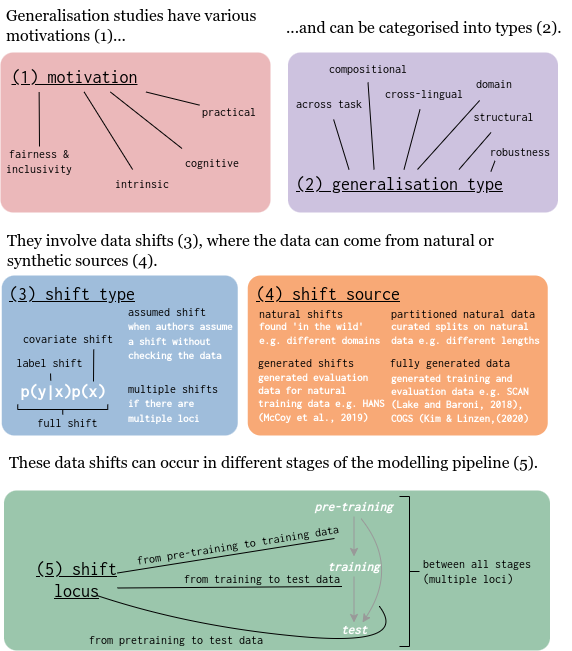 Generalisation studies have various
motivations (1)...
...and can be categorised into types (2).
(1) motivation
practical
fairness &
inclusivity
cognitive
intrinsic
compositional
domain
cross-lingual
across task
structural
robustness
(2) generalisation type
They involve data shifts (3), where the data can come from natural or
synthetic sources (4).
(3) shift type
assumed shift
when authors assume
a shift without
checking the data
covariate shift
label shift
p(y|x)p(x)
full shift
multiple shifts
if there are
multiple loci
(4) shift source
natural shifts
found 'in the wild'
e.g. different domains
partitioned natural data
curated splits on natural
data e.g. different lengths
generated shifts
generated evaluation
data for natural
training data e.g. HANS
(McCoy et al., 2019)
fully generated data
generated training and
evaluation data e.g. SCAN
(Lake and Baroni, 2018),
COGS (Kim & Linzen,(2020)
These data shifts can occur in different stages of the modelling pipeline (5).
pre-training
from pre-training to training data
(5) shift
locus
training
from training to test data
between all stages
(multiple loci)
test
from pretraining to test data